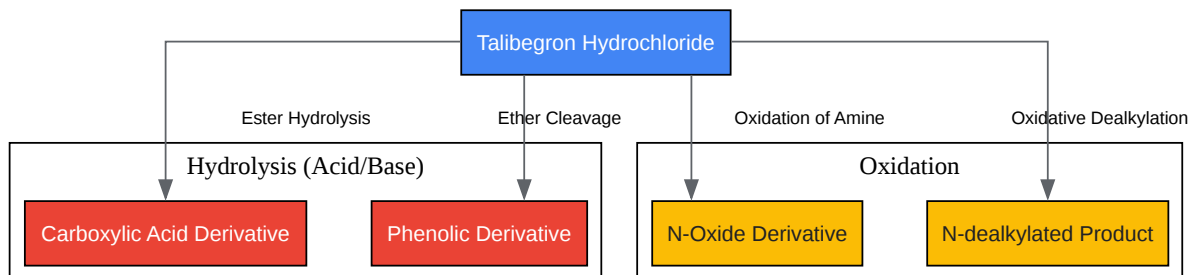 Talibegron Hydrochloride
Ester Hydrolysis
Ether Cleavage
Oxidation of Amine
Oxidative Dealkylation
Hydrolysis (Acid/Base)
Oxidation
Carboxylic Acid Derivative
Phenolic Derivative
N-Oxide Derivative
N-dealkylated Product